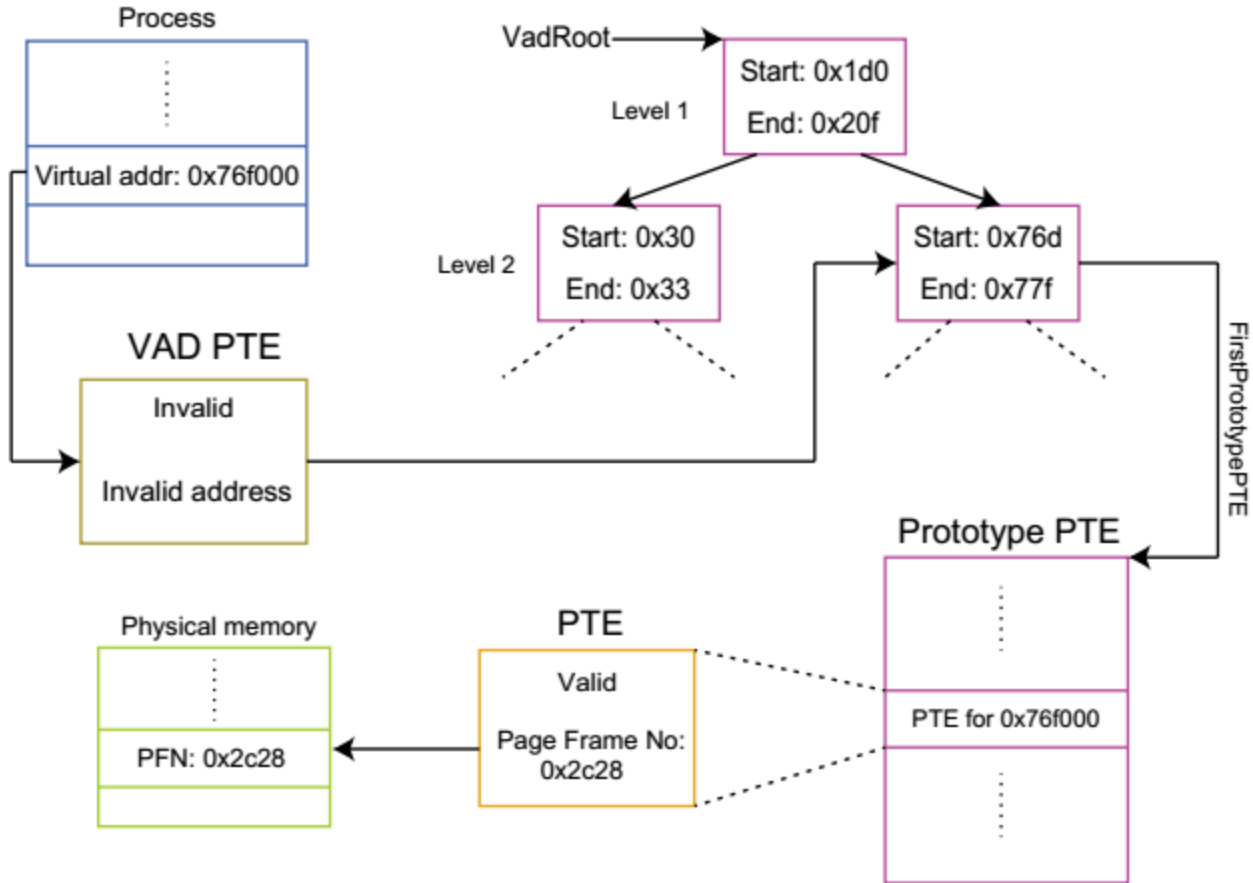 Process
Virtual addr: 0x76f000
VadRoot
Level 1
Start: 0x1d0
End: 0x20f
Level 2
Start: 0x30
End: 0x33
Start: 0x76d
End: 0x77f
FirstPrototypePTE
VAD PTE
Invalid
Invalid address
Prototype PTE
PTE for 0x76f000
PTE
Valid
Page Frame No:
0x2c28
Physical memory
PFN: 0x2c28